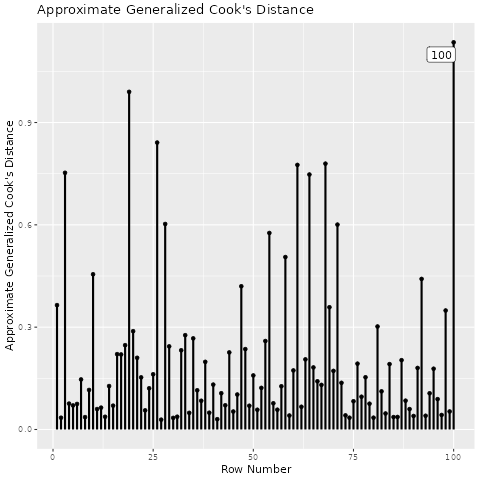 Approximate Generalized Cook's Distance
100
Approximate Generalized Cook's Distance
0.9
0.6
0.3
0.0
0 25 50 75 100
Row Number